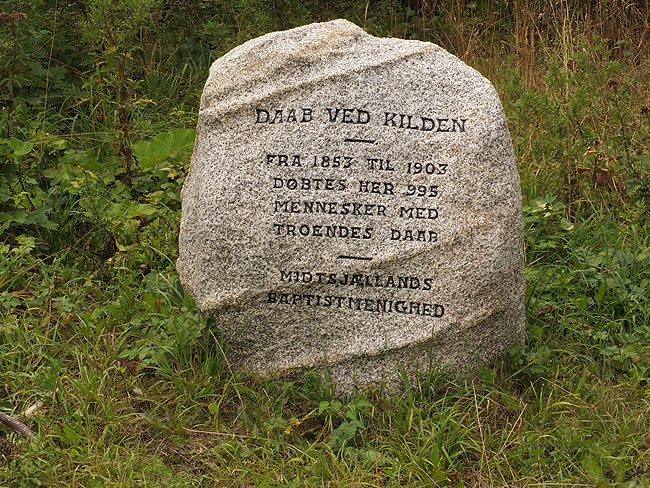 DAAB VED KILDEN
FRA 1853 TIL 1903
DØBTES HER 995
MENNESKER MED
TROENDES DAAB
MIDTSJÆLLANDS
BAPTISTMENIGHED